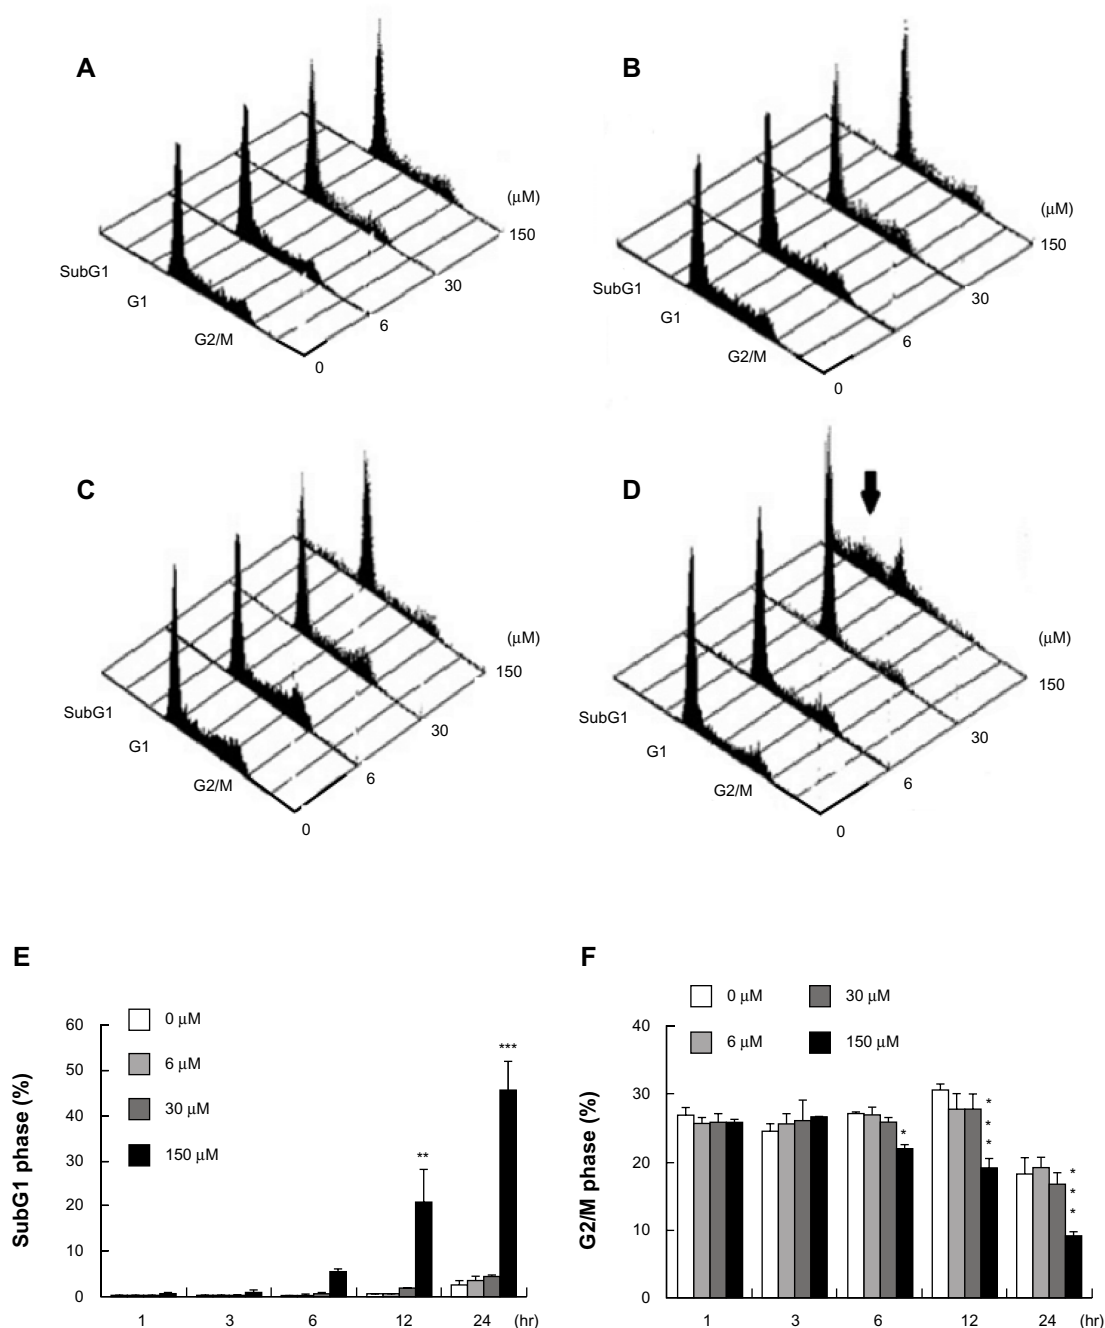 A
B
(μM)
150
30
6
0
SubG1
G1
G2/M
(μM)
150
30
6
0
SubG1
G1
G2/M
C
D
(μM)
150
30
6
0
SubG1
G1
G2/M
(μM)
150
30
6
0
SubG1
G1
G2/M
E
SubG1 phase (%)
60
50
40
30
20
10
0
0 μM
6 μM
30 μM
150 μM
**
***
1 3 6 12 24 (hr)
F
G2/M phase (%)
40
30
20
10
0
0 μM 30 μM
6 μM 150 μM
*
***
***
1 3 6 12 24 (hr)